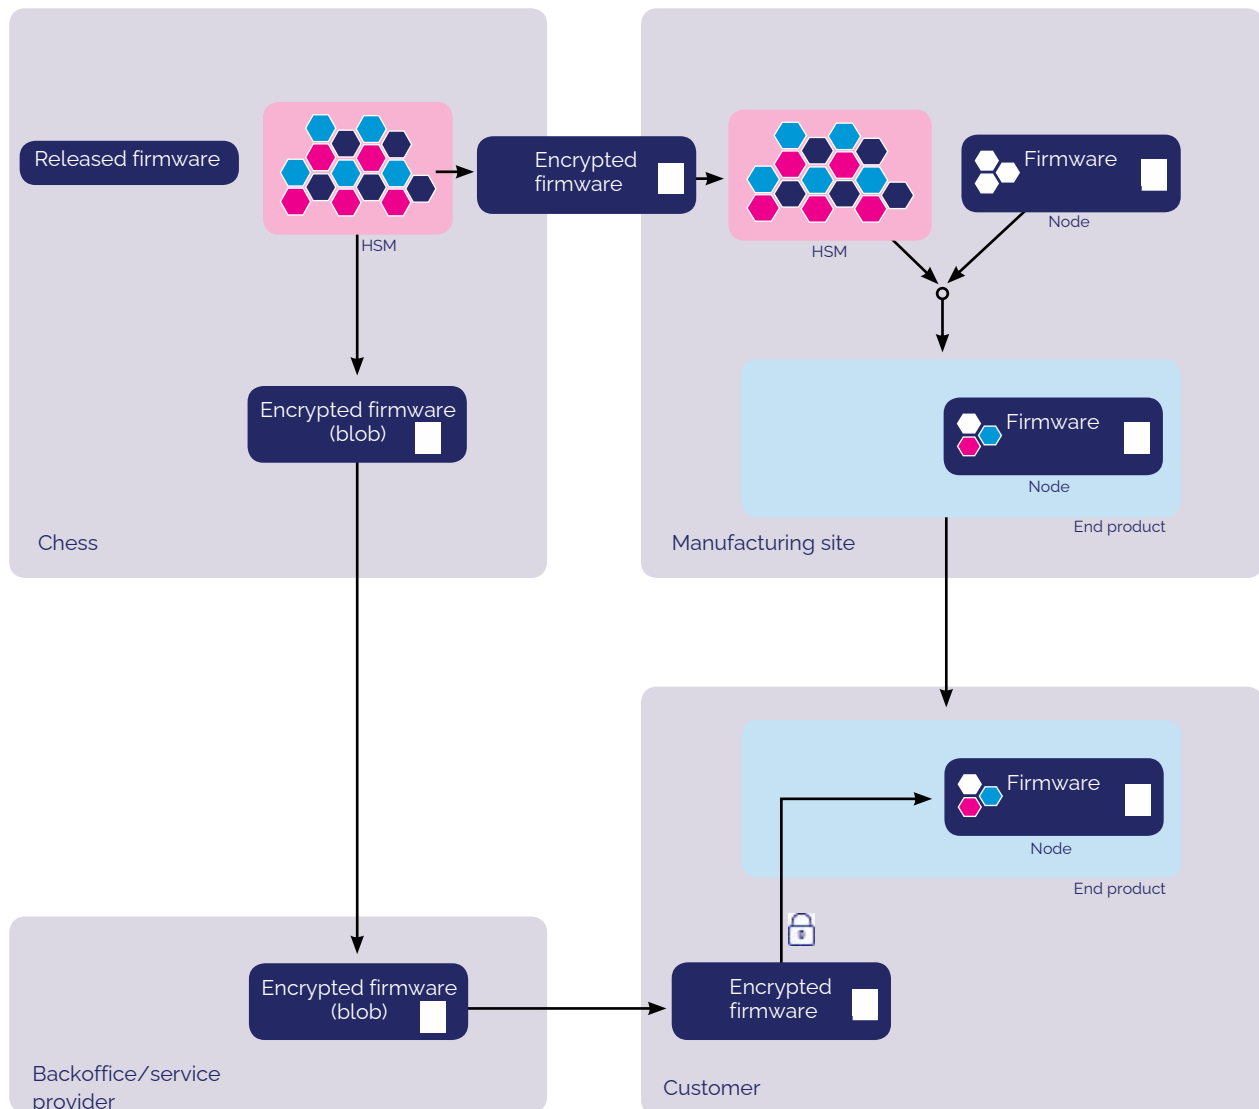 Released firmware
HSM
Encrypted
firmware
HSM
Firmware
Node
Encrypted firmware
(blob)
Firmware
Node
End product
Chess
Manufacturing site
Firmware
Node
End product
Encrypted firmware
(blob)
Encrypted
firmware
Backoffice/service
provider
Customer